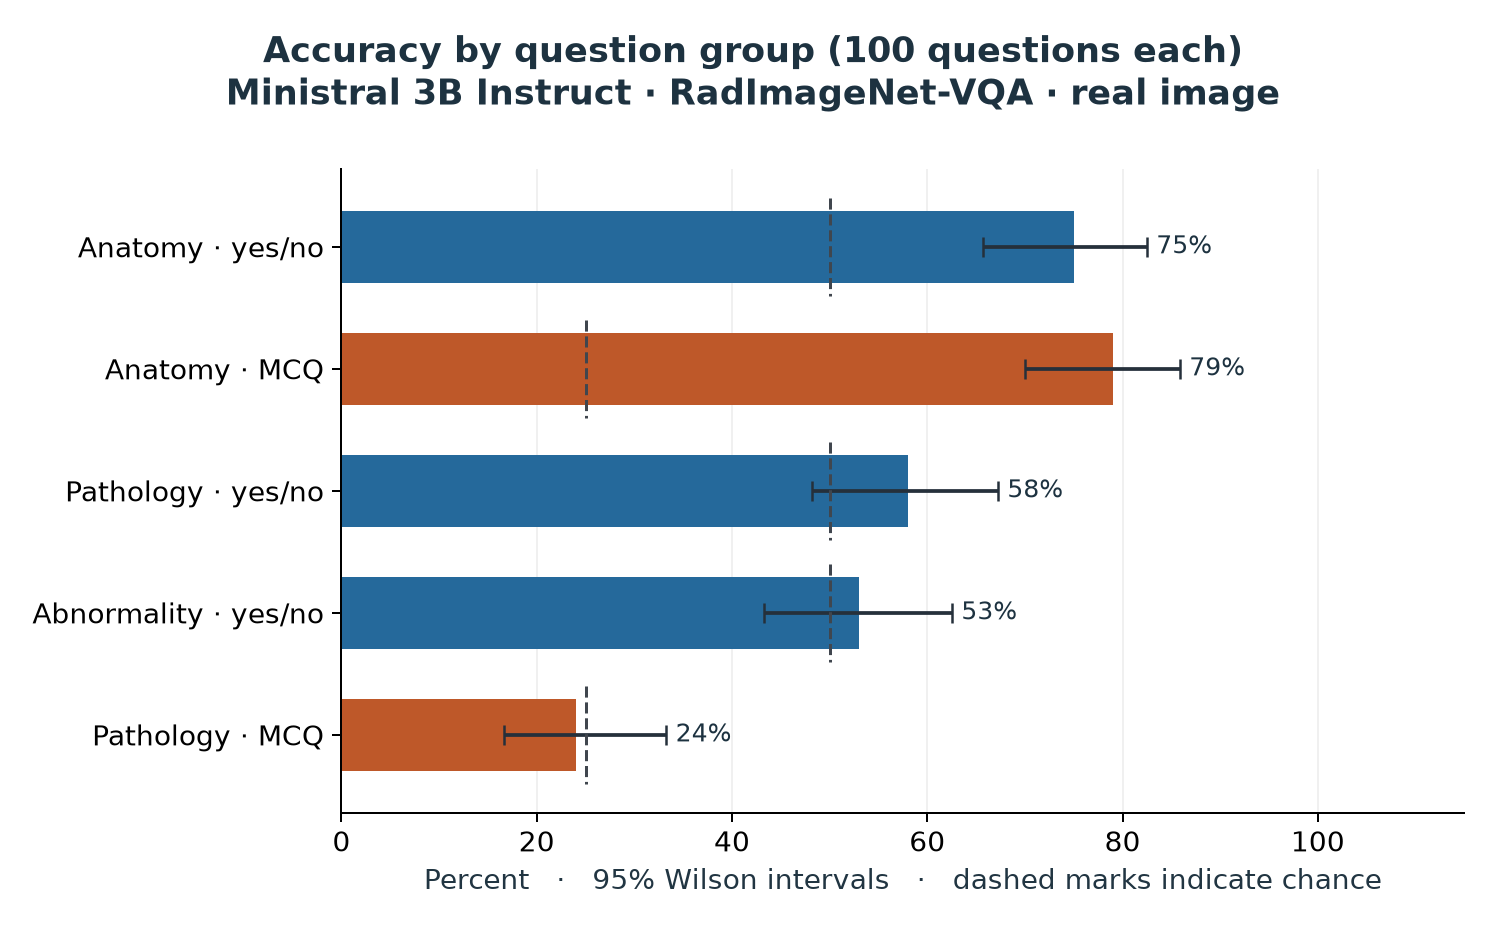 Accuracy by question group (100 questions each)
Ministral 3B Instruct · RadImageNet-VQA · real image
Anatomy · yes/no
75%
Anatomy · MCQ
79%
Pathology · yes/no
58%
Abnormality · yes/no
53%
Pathology · MCQ
24%
0 20 40 60 80 100
Percent · 95% Wilson intervals · dashed marks indicate chance